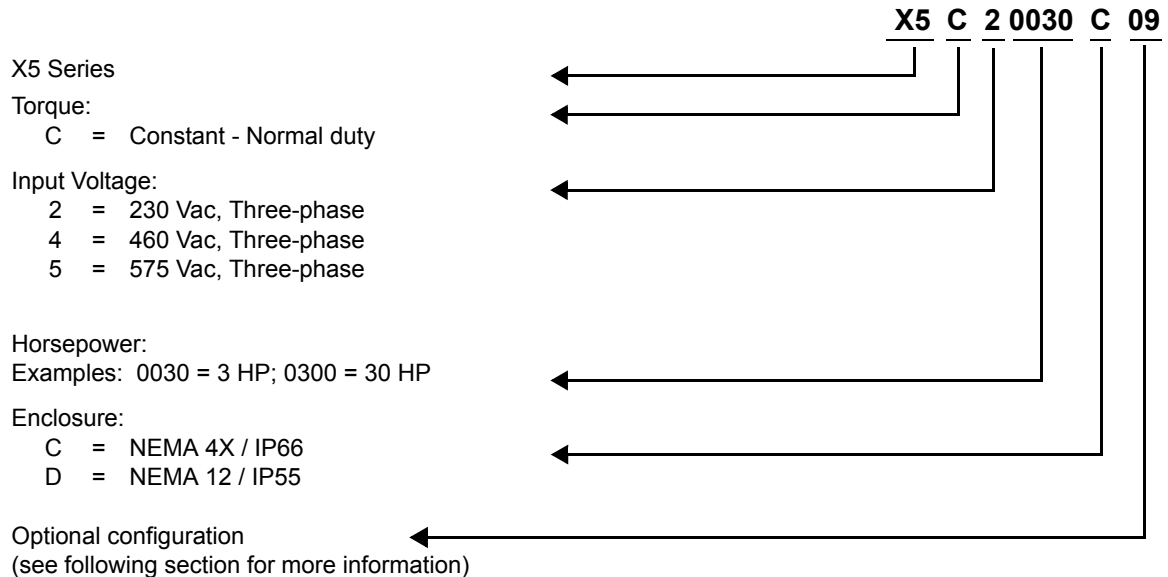 X5 C 2 0030 C 09
X5 Series
Torque:
C = Constant - Normal duty
Input Voltage:
2 = 230 Vac, Three-phase
4 = 460 Vac, Three-phase
5 = 575 Vac, Three-phase
Horsepower:
Examples: 0030 = 3 HP; 0300 = 30 HP
Enclosure:
C = NEMA 4X / IP66
D = NEMA 12 / IP55
Optional configuration
(see following section for more information)